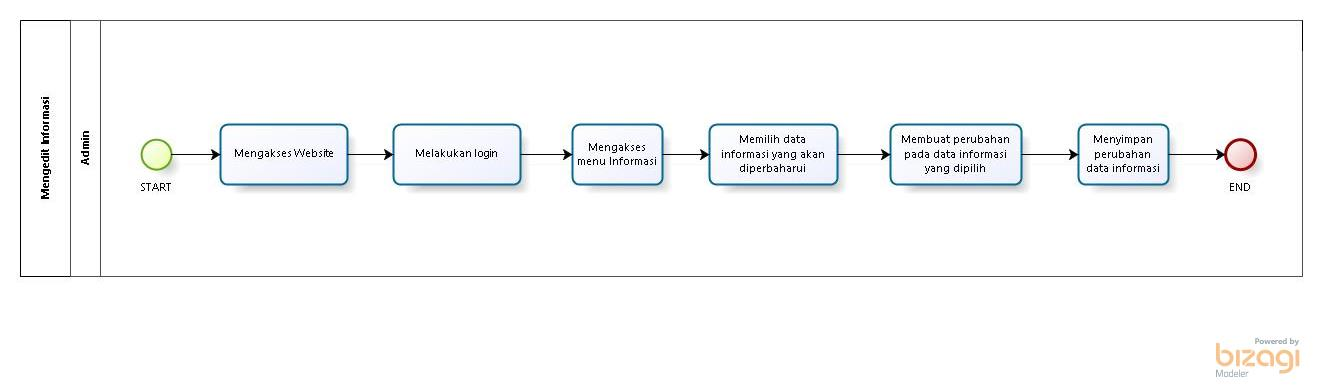 Mengedit Informasi
Admin
START
Mengakses Website
Melakukan login
Mengakses
menu Informasi
Memilih data
informasi yang akan
diperbaharui
Membuat perubahan
pada data informasi
yang dipilih
Menyimpan
perubahan
data informasi
END
Powered by
bizagi
Modeler